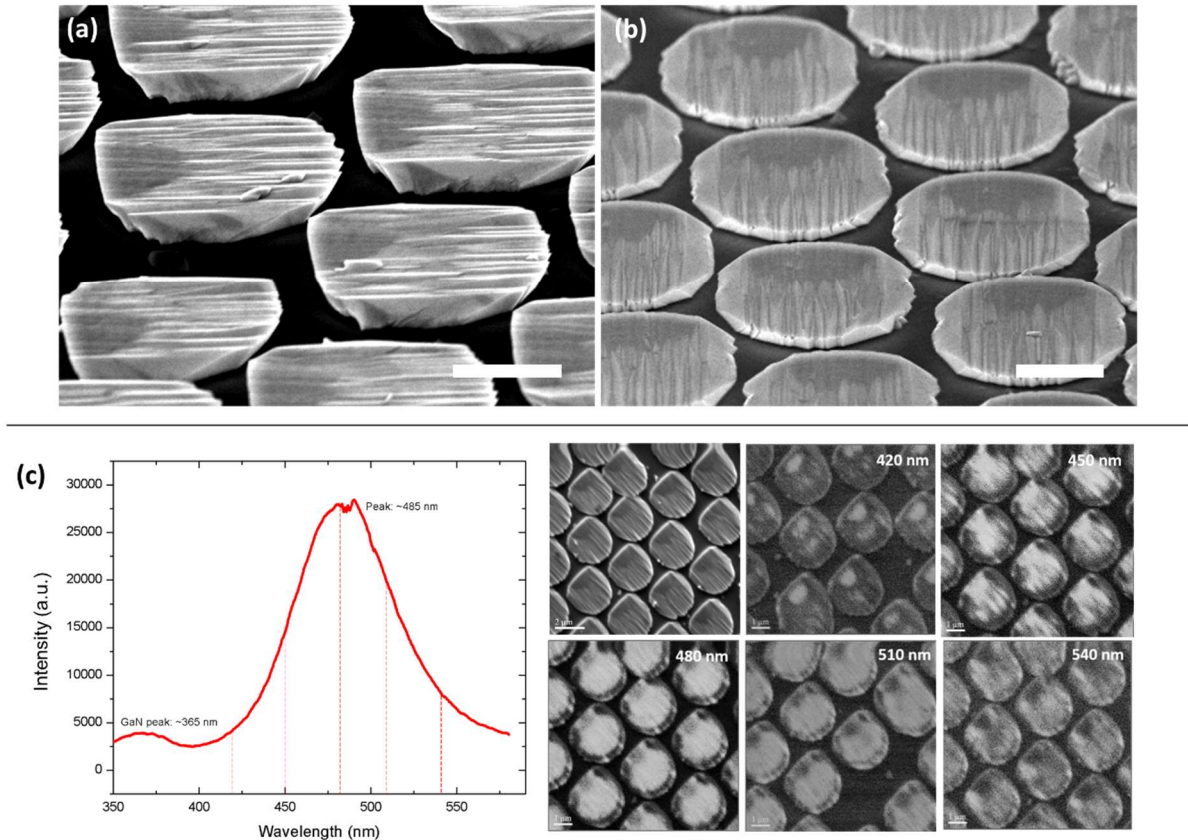 (a)
(b)
(c)
30000
25000
20000
15000
10000
5000
0
Intensity (a.u.)
Peak: ~485 nm
GaN peak: ~365 nm
350
400
450
500
550
Wavelength (nm)
2 µm
420 nm
1 µm
450 nm
1 µm
480 nm
1 µm
510 nm
1 µm
540 nm
1 µm